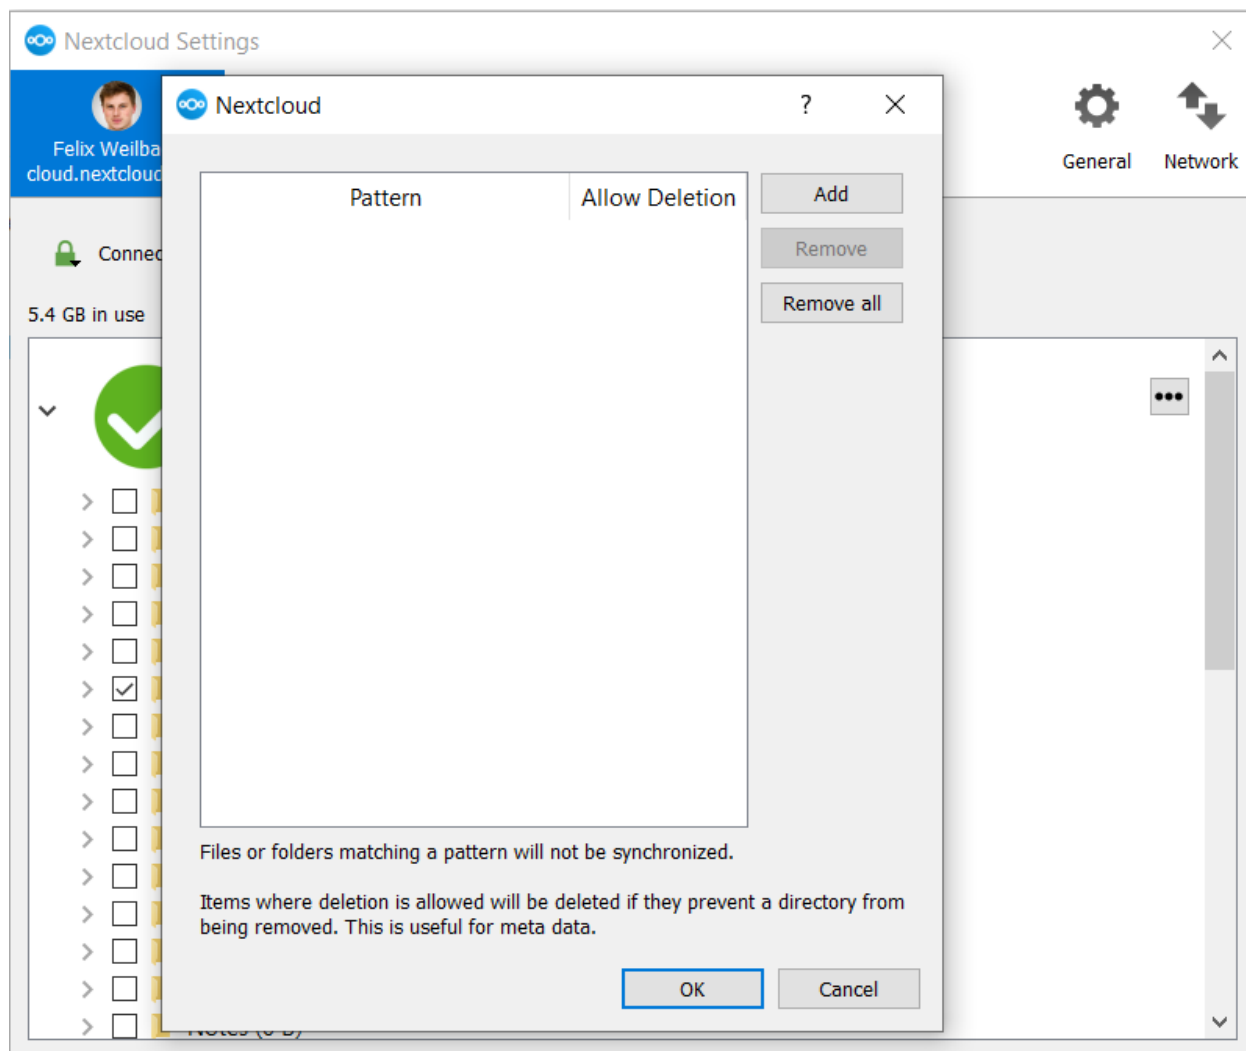 Nextcloud Settings
Nextcloud
?
Felix Weilba
cloud.nextcloud
General
Network
Pattern
Allow Deletion
Add
Remove
Remove all
Connec
5.4 GB in use
Files or folders matching a pattern will not be synchronized.
Items where deletion is allowed will be deleted if they prevent a directory from
being removed. This is useful for meta data.
OK
Cancel